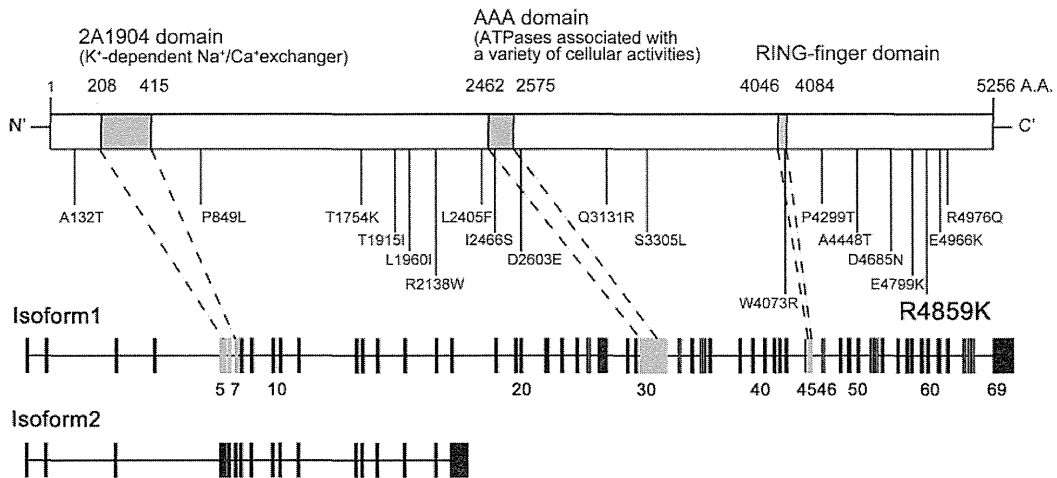 2A1904 domain
(K⁺-dependent Na⁺/Ca⁺exchanger)
AAA domain
(ATPases associated with
a variety of cellular activities)
RING-finger domain
1 208 415 2462 2575 4046 4084 5256 A.A.
N' C'
A132T P849L T1754K L2405F Q3131R P4299T R4976Q
T1915I I2466S S3305L A4448T E4966K
L1960I D2603E D4685N
R2138W E4799K
W4073R R4859K
Isoform1
5 7 10 20 30 40 4546 50 60 69
Isoform2